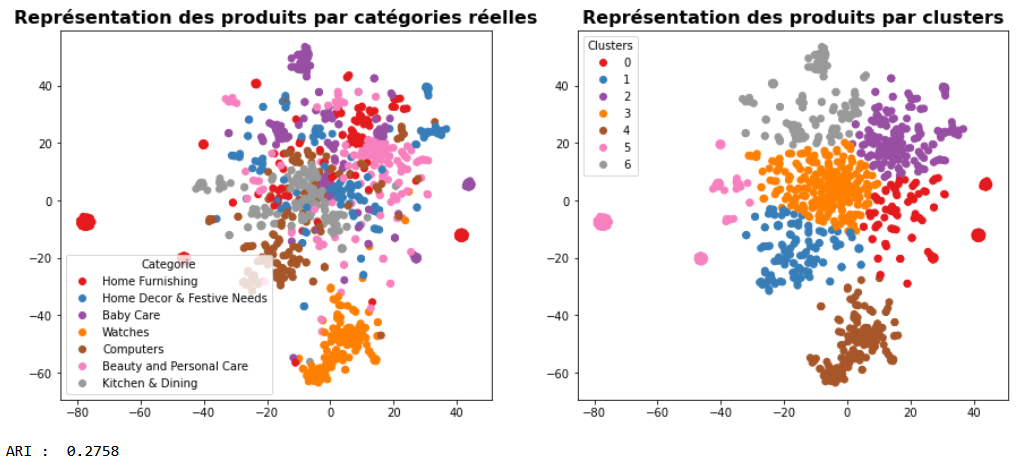 Représentation des produits par catégories réelles
40
20
0
−20
−40
−60
−80
−60
−40
−20
0
20
40
Categorie
Home Furnishing
Home Decor & Festive Needs
Baby Care
Watches
Computers
Beauty and Personal Care
Kitchen & Dining
Représentation des produits par clusters
40
20
0
−20
−40
−60
−80
−60
−40
−20
0
20
40
Clusters
0
1
2
3
4
5
6
ARI :  0.2758